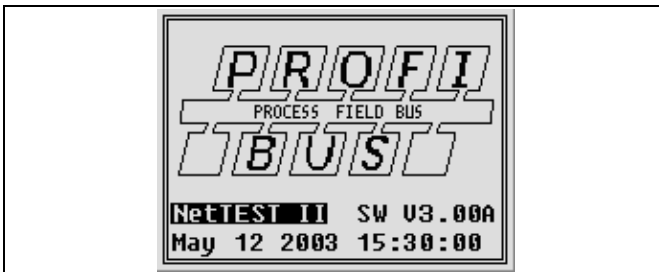 PROFI
PROCESS FIELD BUS
BUS
NetTEST II SW V3.00A
May 12 2003 15:30:00